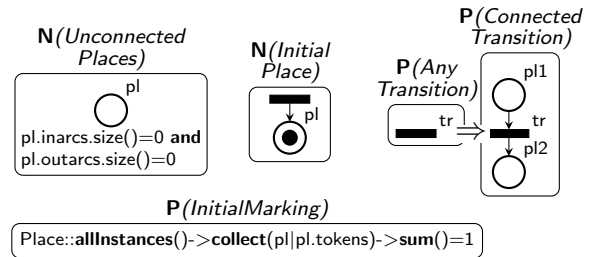 N(Unconnected
Places)
pl
pl.inarcs.size()=0 and
pl.outarcs.size()=0
N(Initial
Place)
pl
P(Any
Transition)
tr
P(Connected
Transition)
pl1
tr
pl2
P(InitialMarking)
Place::allInstances()->collect(pl|pl.tokens)->sum()=1